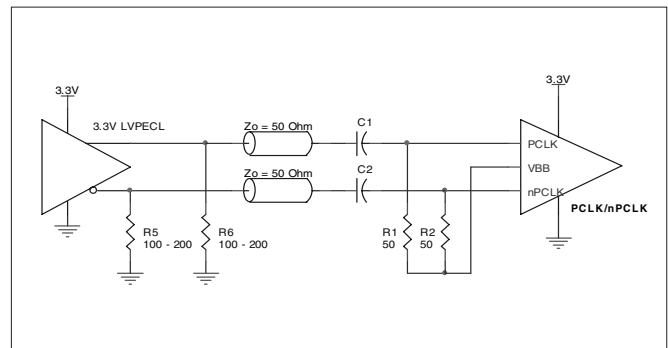 3.3V
3.3V LVPECL
Zo = 50 Ohm
C1
Zo = 50 Ohm
C2
R5
100 - 200
R6
100 - 200
R1
50
R2
50
3.3V
PCLK
VBB
nPCLK
PCLK/nPCLK